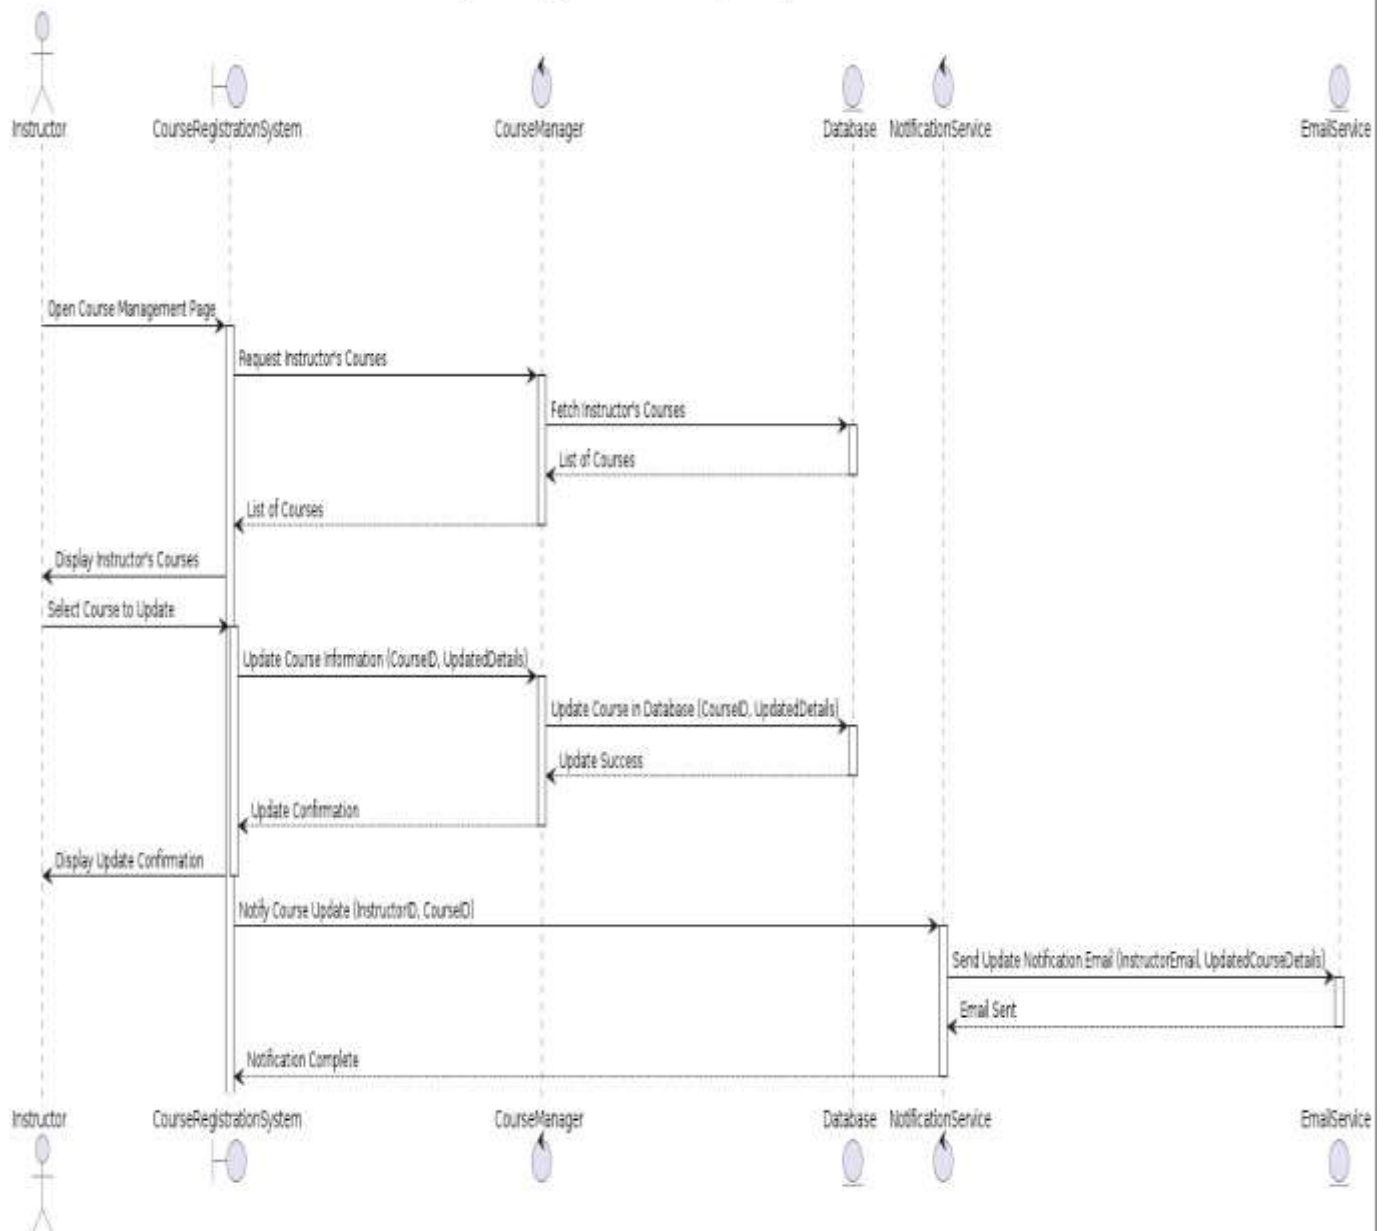 Instructor CourseRegistrationSystem CourseManager Database NotificationService EmailService
Open Course Management Page
Request Instructor's Courses
Fetch Instructor's Courses
List of Courses
List of Courses
Display Instructor's Courses
Select Course to Update
Update Course Information (CourseID, UpdatedDetails)
Update Course in Database (CourseID, UpdatedDetails)
Update Success
Update Confirmation
Display Update Confirmation
Notify Course Update (InstructorID, CourseID)
Send Update Notification Email (InstructorEmail, UpdatedCourseDetails)
Email Sent
Notification Complete
Instructor CourseRegistrationSystem CourseManager Database NotificationService EmailService